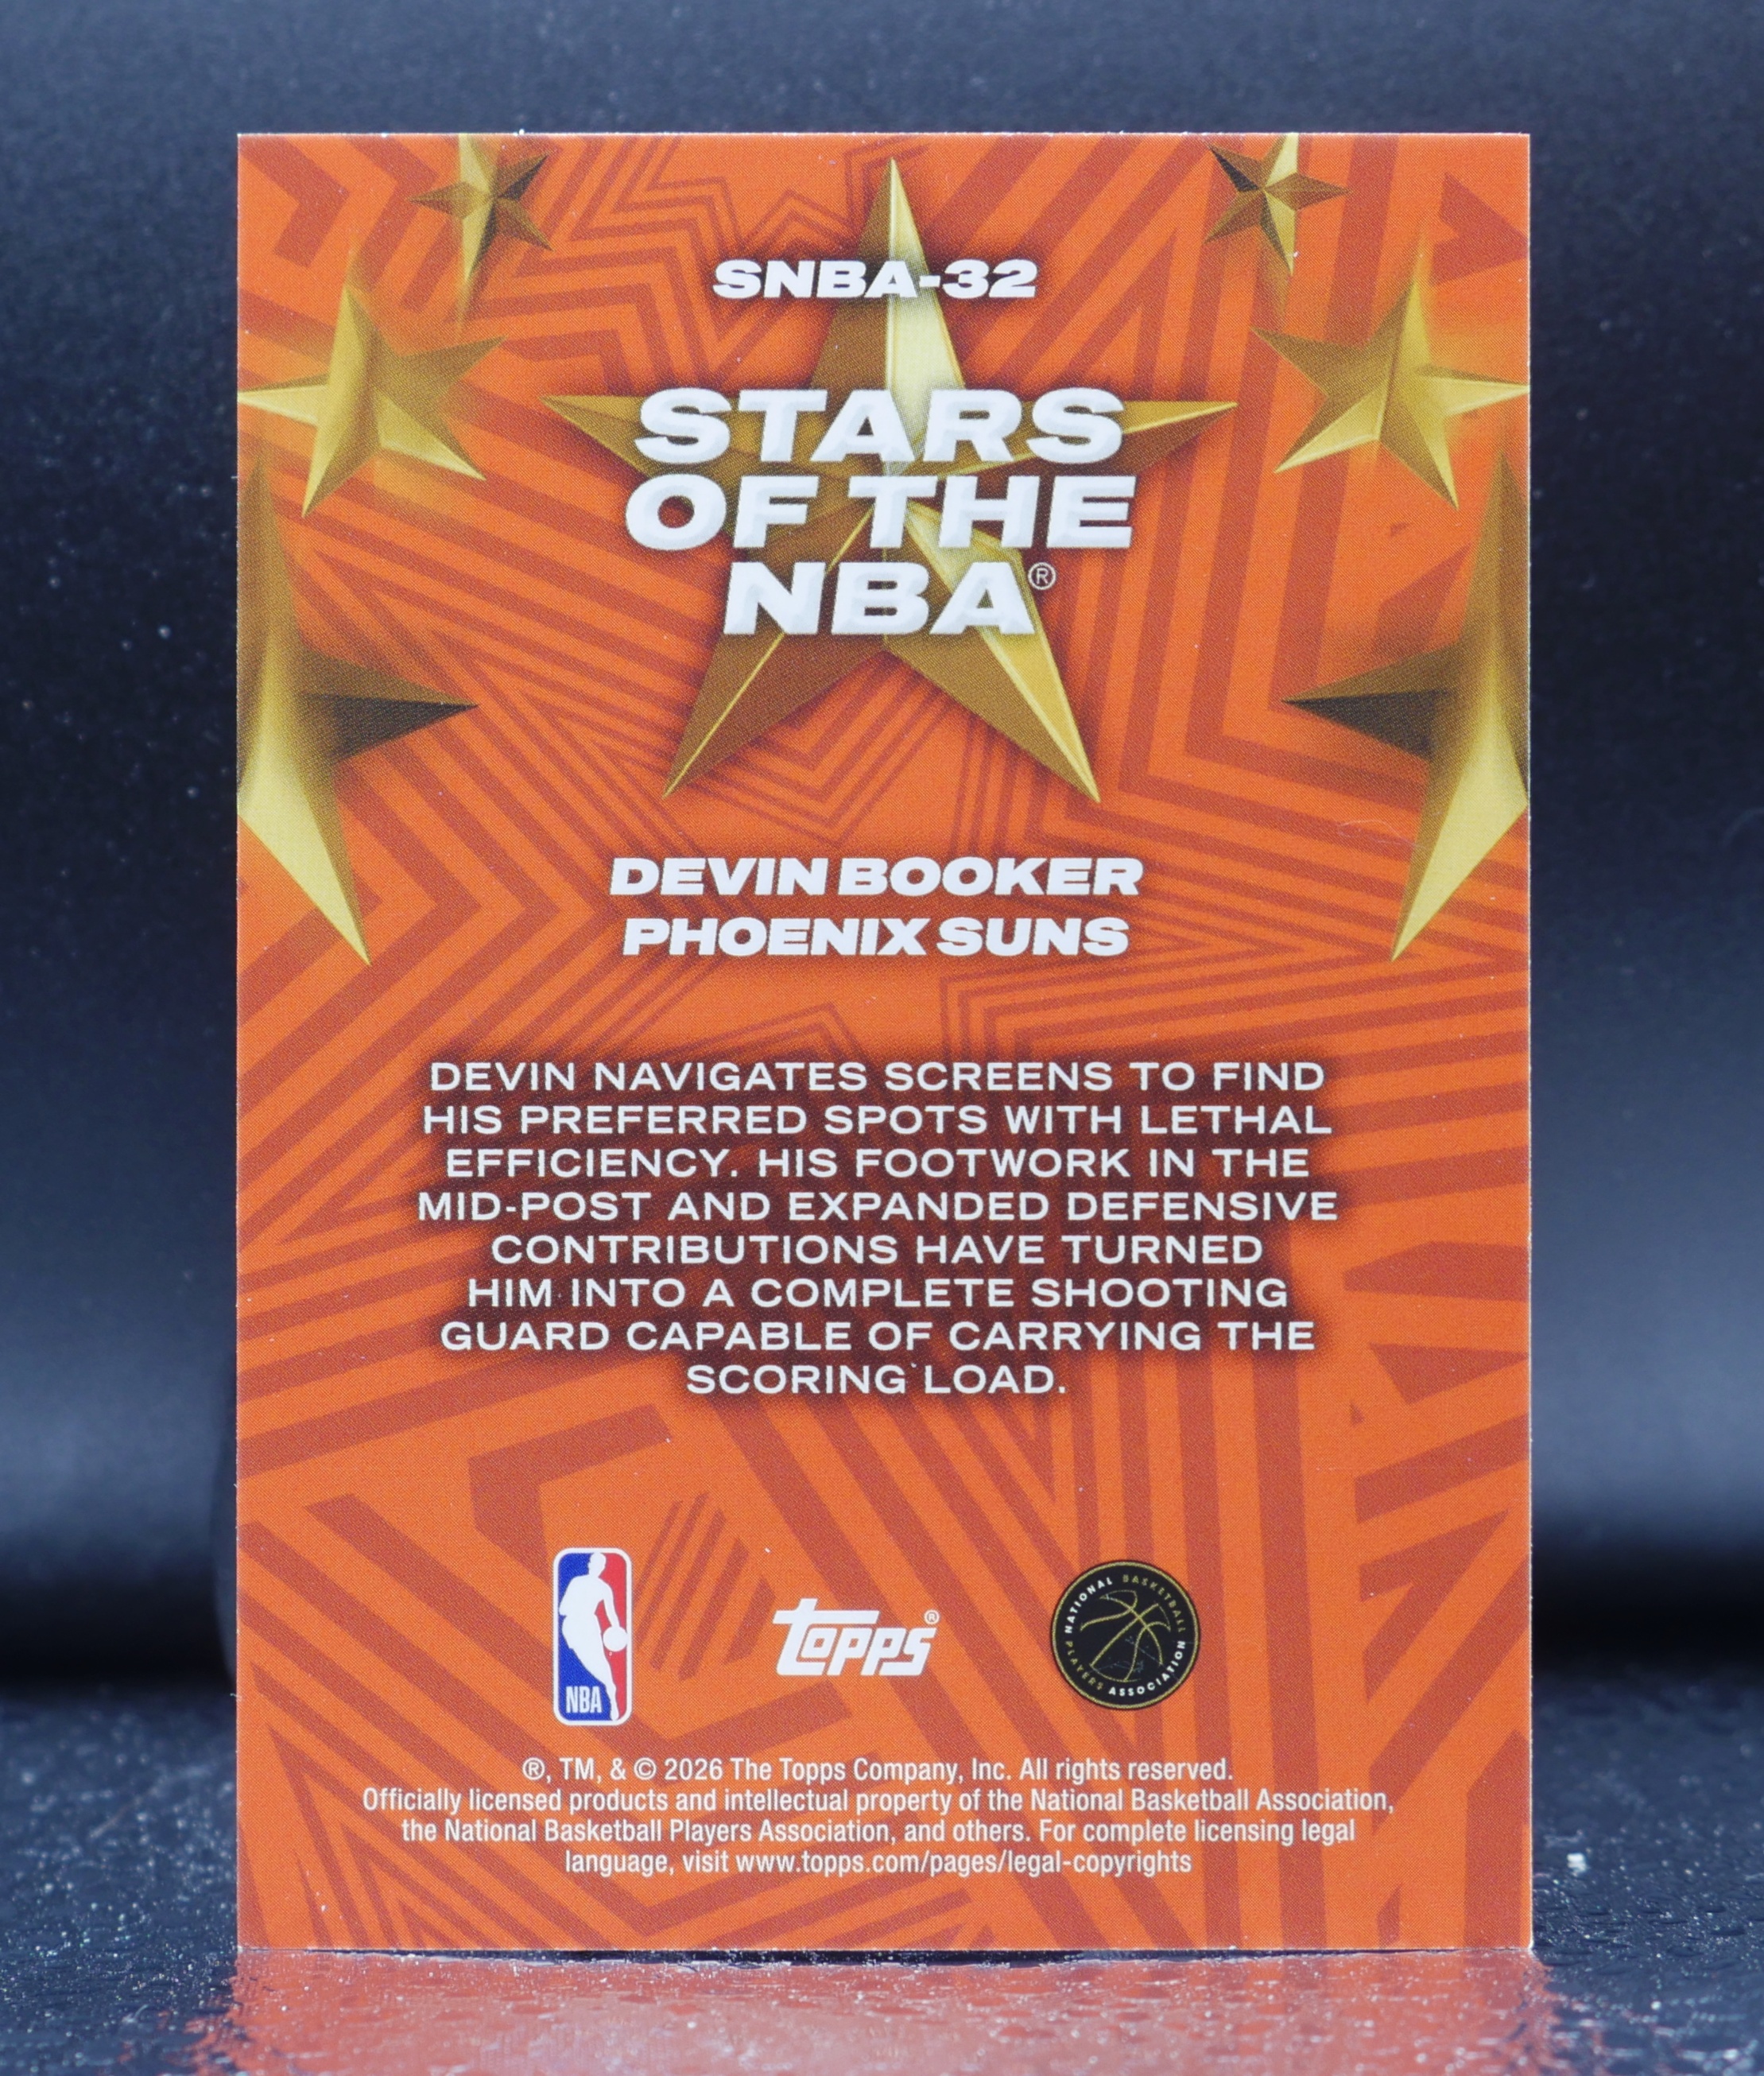 SNBA-32
STARS
OF THE
NBA®
DEVIN BOOKER
PHOENIX SUNS
DEVIN NAVIGATES SCREENS TO FIND
HIS PREFERRED SPOTS WITH LETHAL
EFFICIENCY. HIS FOOTWORK IN THE
MID-POST AND EXPANDED DEFENSIVE
CONTRIBUTIONS HAVE TURNED
HIM INTO A COMPLETE SHOOTING
GUARD CAPABLE OF CARRYING THE
SCORING LOAD.
NBA
Topps®
NATIONAL BASKETBALL
PLAYERS ASSOCIATION
®, TM, & © 2026 The Topps Company, Inc. All rights reserved.
Officially licensed products and intellectual property of the National Basketball Association,
the National Basketball Players Association, and others. For complete licensing legal
language, visit www.topps.com/pages/legal-copyrights